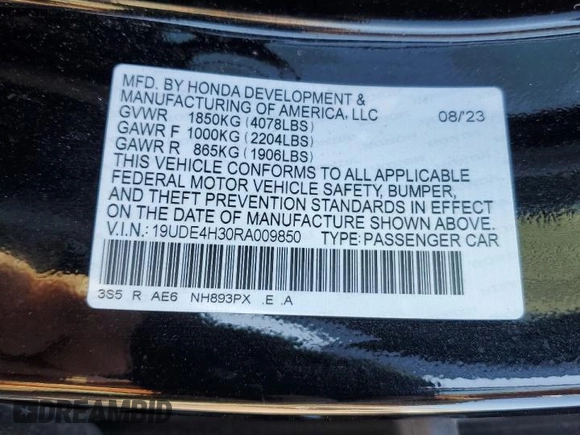 MFD. BY HONDA DEVELOPMENT &
MANUFACTURING OF AMERICA, LLC 08/23
GVWR 1850KG (4078LBS)
GAWR F 1000KG (2204LBS)
GAWR R 865KG (1906LBS)
THIS VEHICLE CONFORMS TO ALL APPLICABLE
FEDERAL MOTOR VEHICLE SAFETY, BUMPER,
AND THEFT PREVENTION STANDARDS IN EFFECT
ON THE DATE OF MANUFACTURE SHOWN ABOVE.
V.I.N.: 19UDE4H30RA009850 TYPE: PASSENGER CAR
3S5 R AE6 NH893PX .E .A
DREAMBID